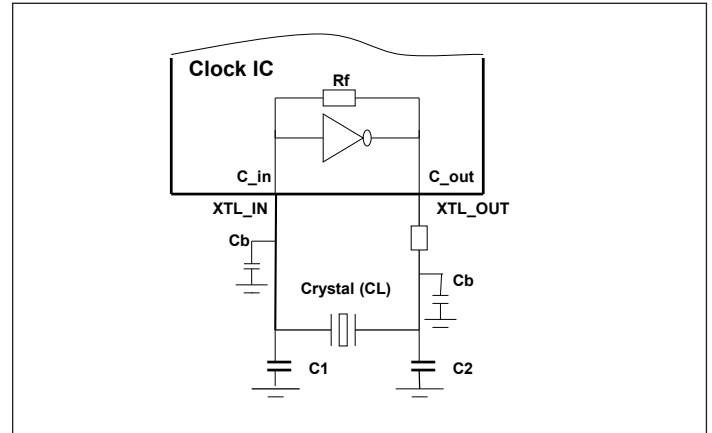 Clock IC
Rf
C_in
C_out
XTL_IN
XTL_OUT
Cb
Cb
Crystal (CL)
C1
C2